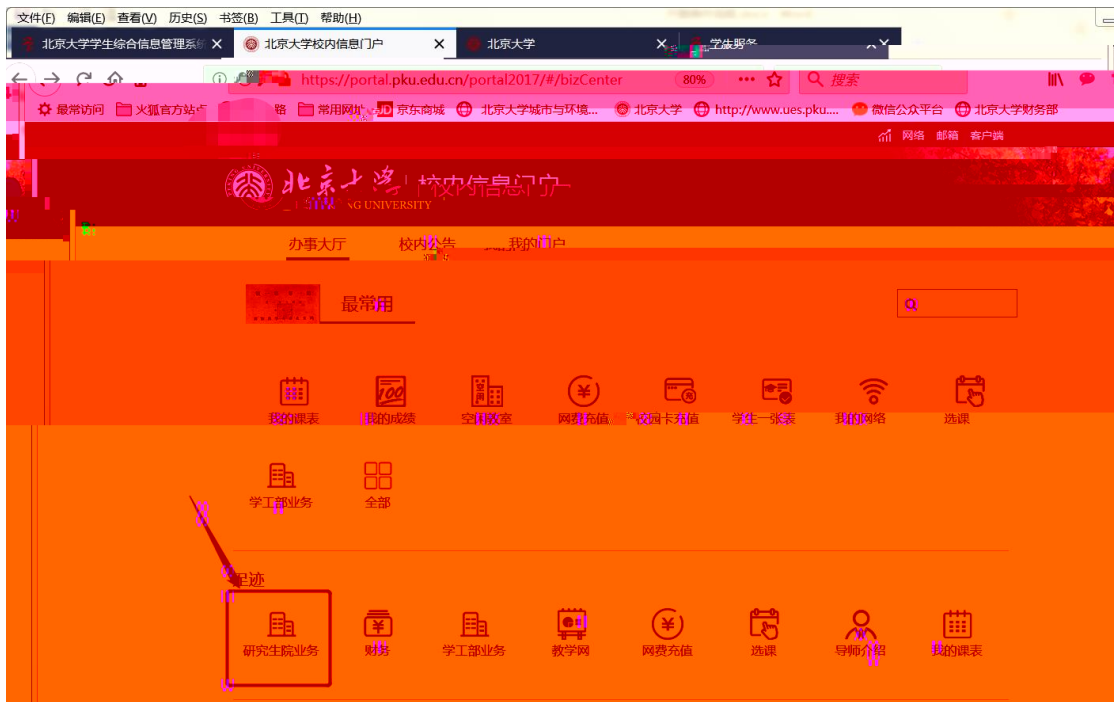 文件(F) 编辑(E) 查看(V) 历史(S) 书签(B) 工具(T) 帮助(H)
北京大学学生综合信息管理系统 北京大学校内信息门户 北京大学 学生服务
https://portal.pku.edu.cn/portal2017/#/bizCenter 80% 搜索
最常访问 火狐官方站点 路 常用网址 JD 京东商城 北京大学城市与环境... 北京大学 http://www.ues.pku.... 微信公众平台 北京大学财务部
网络 邮箱 客户端
北京大学 校内信息门户
NG UNIVERSITY
办事大厅 校内公告 我的门户
最常用
我的课表 我的成绩 空闲教室 网费充值 校园卡充值 学生一张表 我的网络 选课
学工部业务 全部
足迹
研究生院业务 财务 学工部业务 教学网 网费充值 选课 导师介绍 我的课表